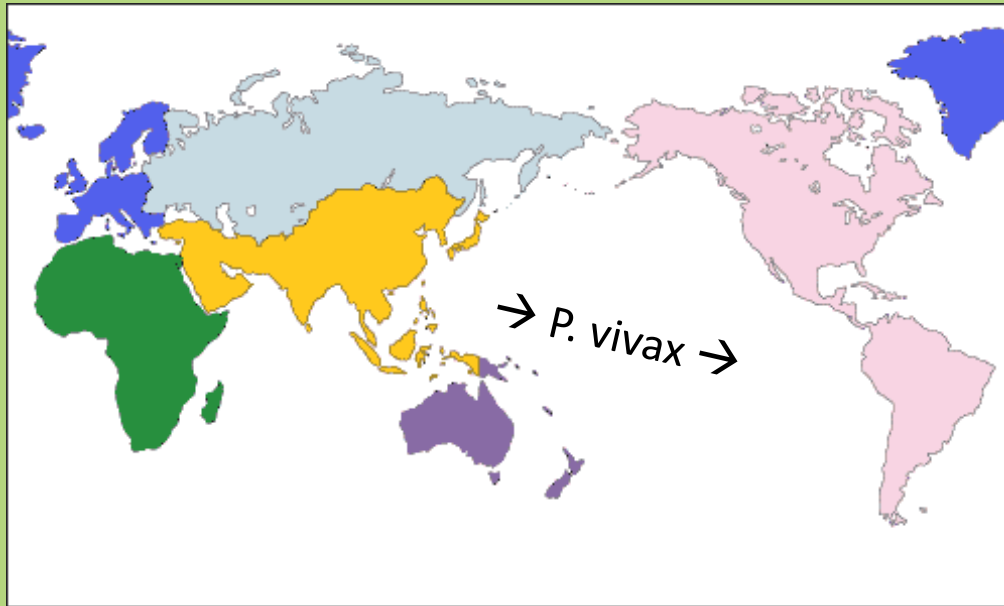 → P. vivax →